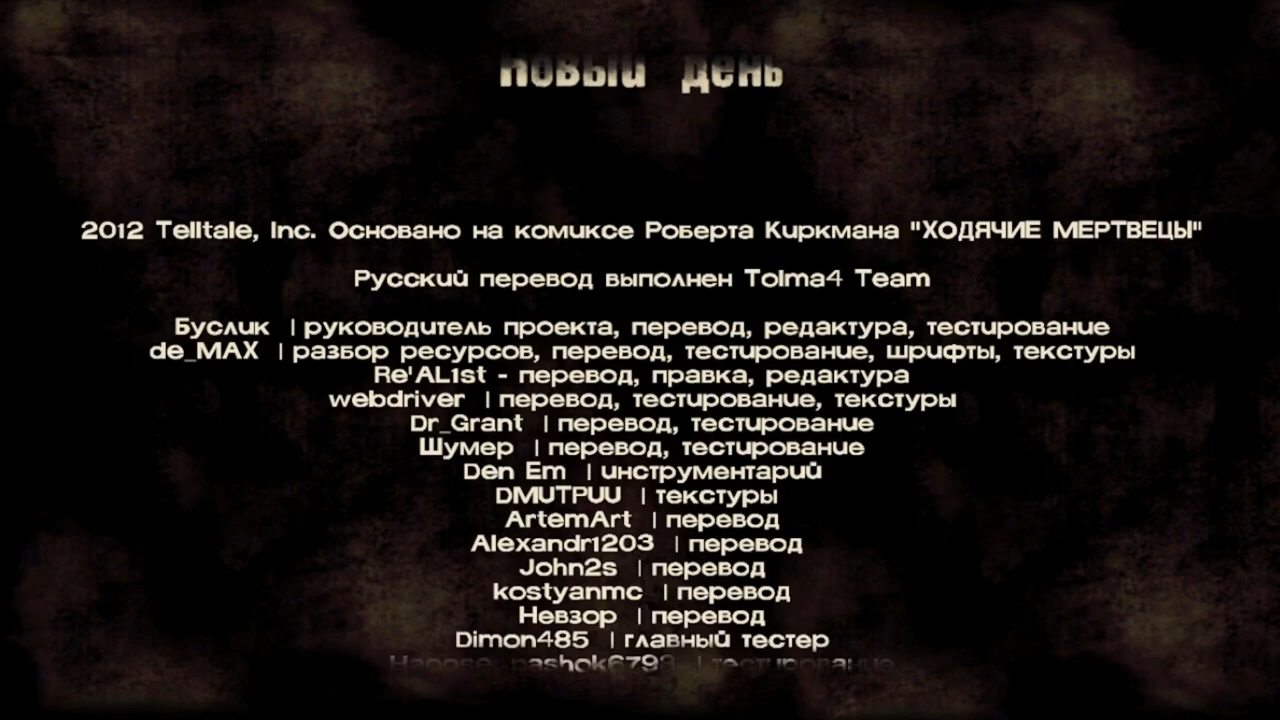 Новый день
2012 Telltale, Inc. Основано на комиксе Роберта Киркмана "ХОДЯЧИЕ МЕРТВЕЦЫ"
Русский перевод выполнен Tolma4 Team
Буслик | руководитель проекта, перевод, редактура, тестирование
de_MAX | разбор ресурсов, перевод, тестирование, шрифты, текстуры
Re'AL1st - перевод, правка, редактура
webdriver | перевод, тестирование, текстуры
Dr_Grant | перевод, тестирование
Шумер | перевод, тестирование
Den Em | инструментарий
DMUTPUU | текстуры
ArtemArt | перевод
Alexandr1203 | перевод
John2s | перевод
kostyanmc | перевод
Невзор | перевод
Dimon485 | главный тестер
pashok6793 | тестирование